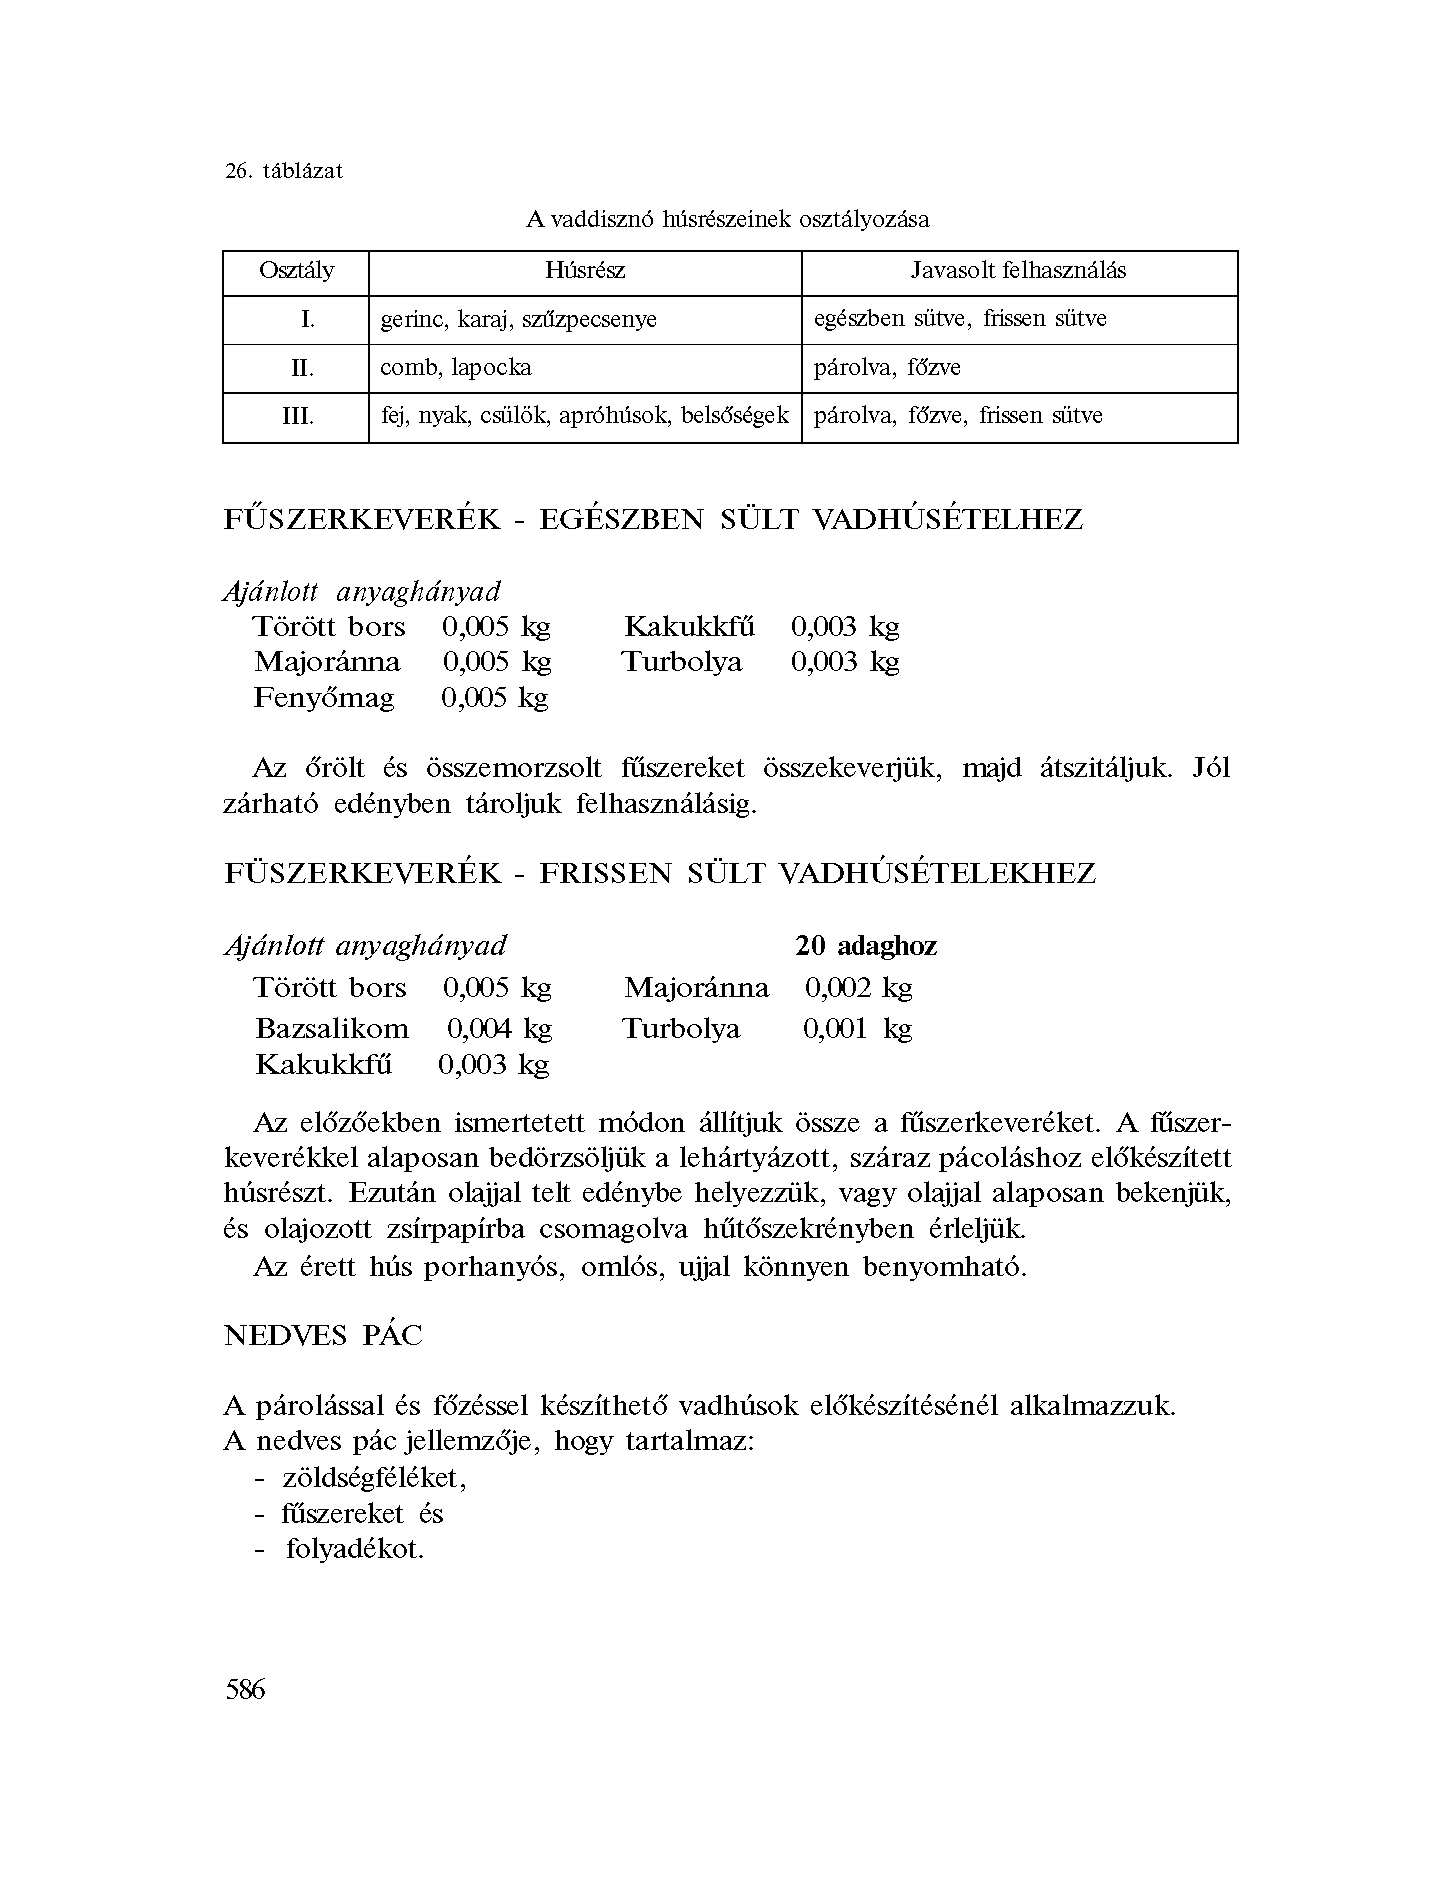 26. táblázat
A vaddisznó húsrészeinek osztályozása
Osztály Húsrész Javasolt felhasználás
I. gerinc, karaj, szűzpecsenye egészben sütve, frissen sütve
II. comb, lapocka párolva, főzve
III. fej, nyak, csülök, apróhúsok, belsőségek párolva, főzve, frissen sütve
FŰSZERKEVERÉK - EGÉSZBEN SÜLT VADHÚSÉTELHEZ
Ajánlott anyaghányad
Törött bors 0,005 kg Kakukkfű 0,003 kg
Majoránna 0,005 kg Turbolya 0,003 kg
Fenyőmag 0,005 kg
Az őrölt és összemorzsolt fűszereket összekeverjük, majd átszitáljuk. Jól
zárható edényben tároljuk felhasználásig.
FÜSZERKEVERÉK - FRISSEN SÜLT VADHÚSÉTELEKHEZ
Ajánlott anyaghányad 20 adaghoz
Törött bors 0,005 kg Majoránna 0,002 kg
Bazsalikom 0,004 kg Turbolya 0,001 kg
Kakukkfű 0,003 kg
Az előzőekben ismertetett módon állítjuk össze a fűszerkeveréket. A fűszer-
keverékkel alaposan bedörzsöljük a lehártyázott, száraz pácoláshoz előkészített
húsrészt. Ezután olajjal telt edénybe helyezzük, vagy olajjal alaposan bekenjük,
és olajozott zsírpapírba csomagolva hűtőszekrényben érleljük.
Az érett hús porhanyós, omlós, ujjal könnyen benyomható.
NEDVES PÁC
A párolással és főzéssel készíthető vadhúsok előkészítésénél alkalmazzuk.
A nedves pác jellemzője, hogy tartalmaz:
- zöldségféléket,
- fűszereket és
- folyadékot.
586